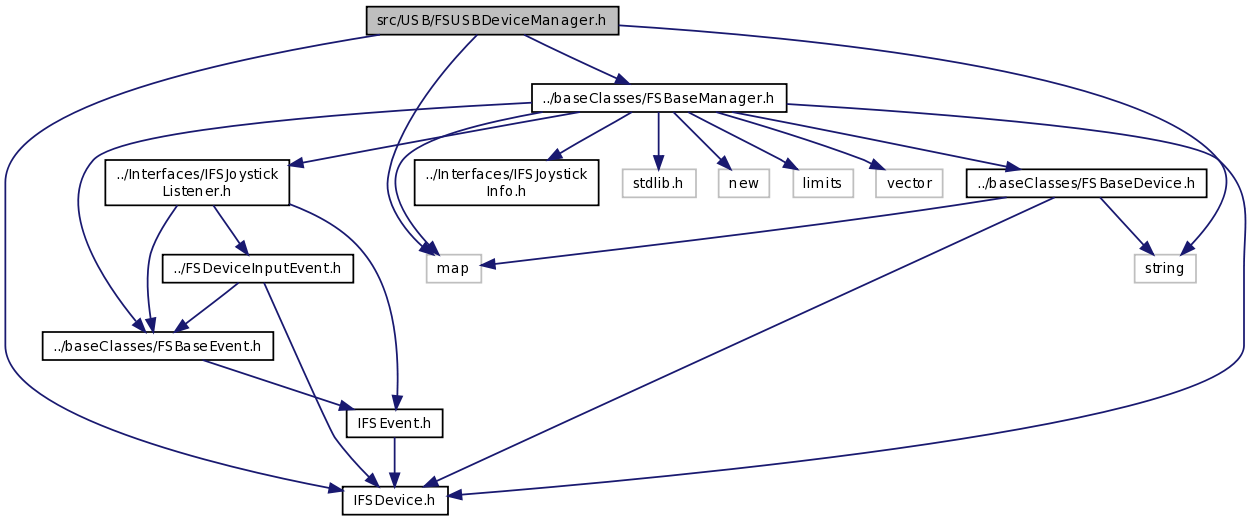 src/USB/FSUSBDeviceManager.h
../baseClasses/FSBaseManager.h
../Interfaces/IFSJoystick
Listener.h
../Interfaces/IFSJoystick
Info.h
stdlib.h
new
limits
vector
../baseClasses/FSBaseDevice.h
../FSDeviceInputEvent.h
map
string
../baseClasses/FSBaseEvent.h
IFSEvent.h
IFSDevice.h